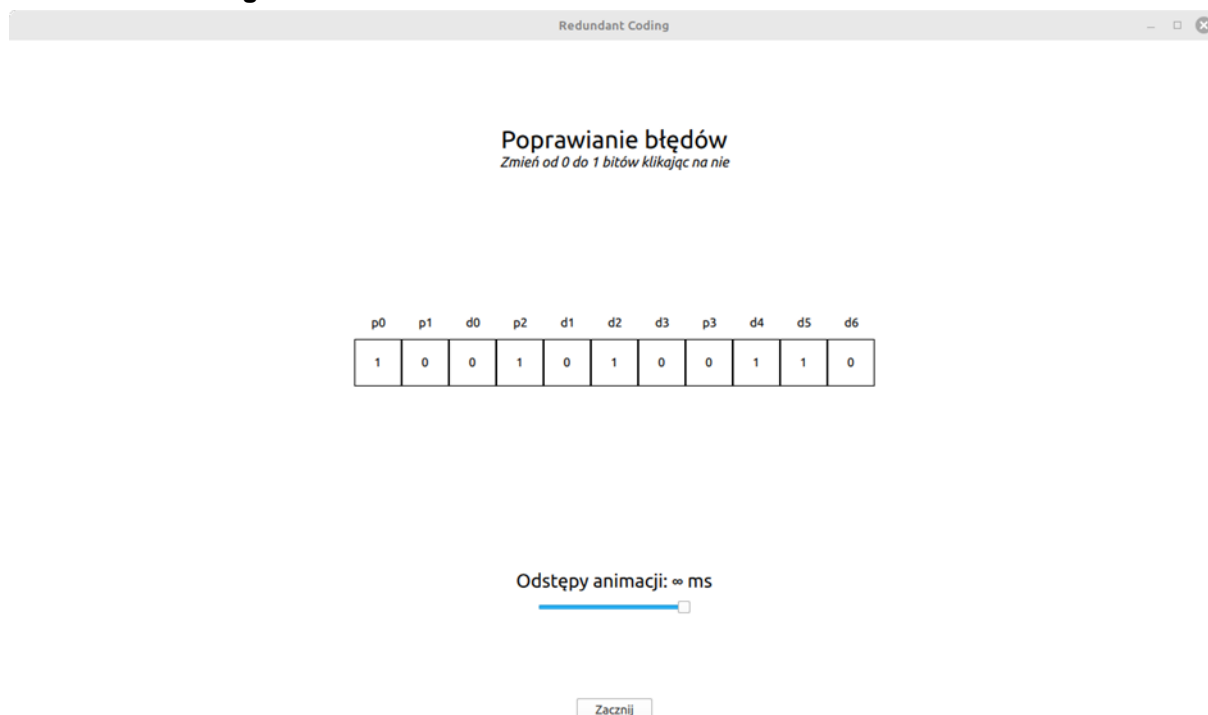 Redundant Coding
Poprawianie błędów
Zmień od 0 do 1 bitów klikając na nie
p0 p1 d0 p2 d1 d2 d3 p3 d4 d5 d6
1 0 0 1 0 1 0 0 1 1 0
Odstępy animacji: ∞ ms
Zacznij